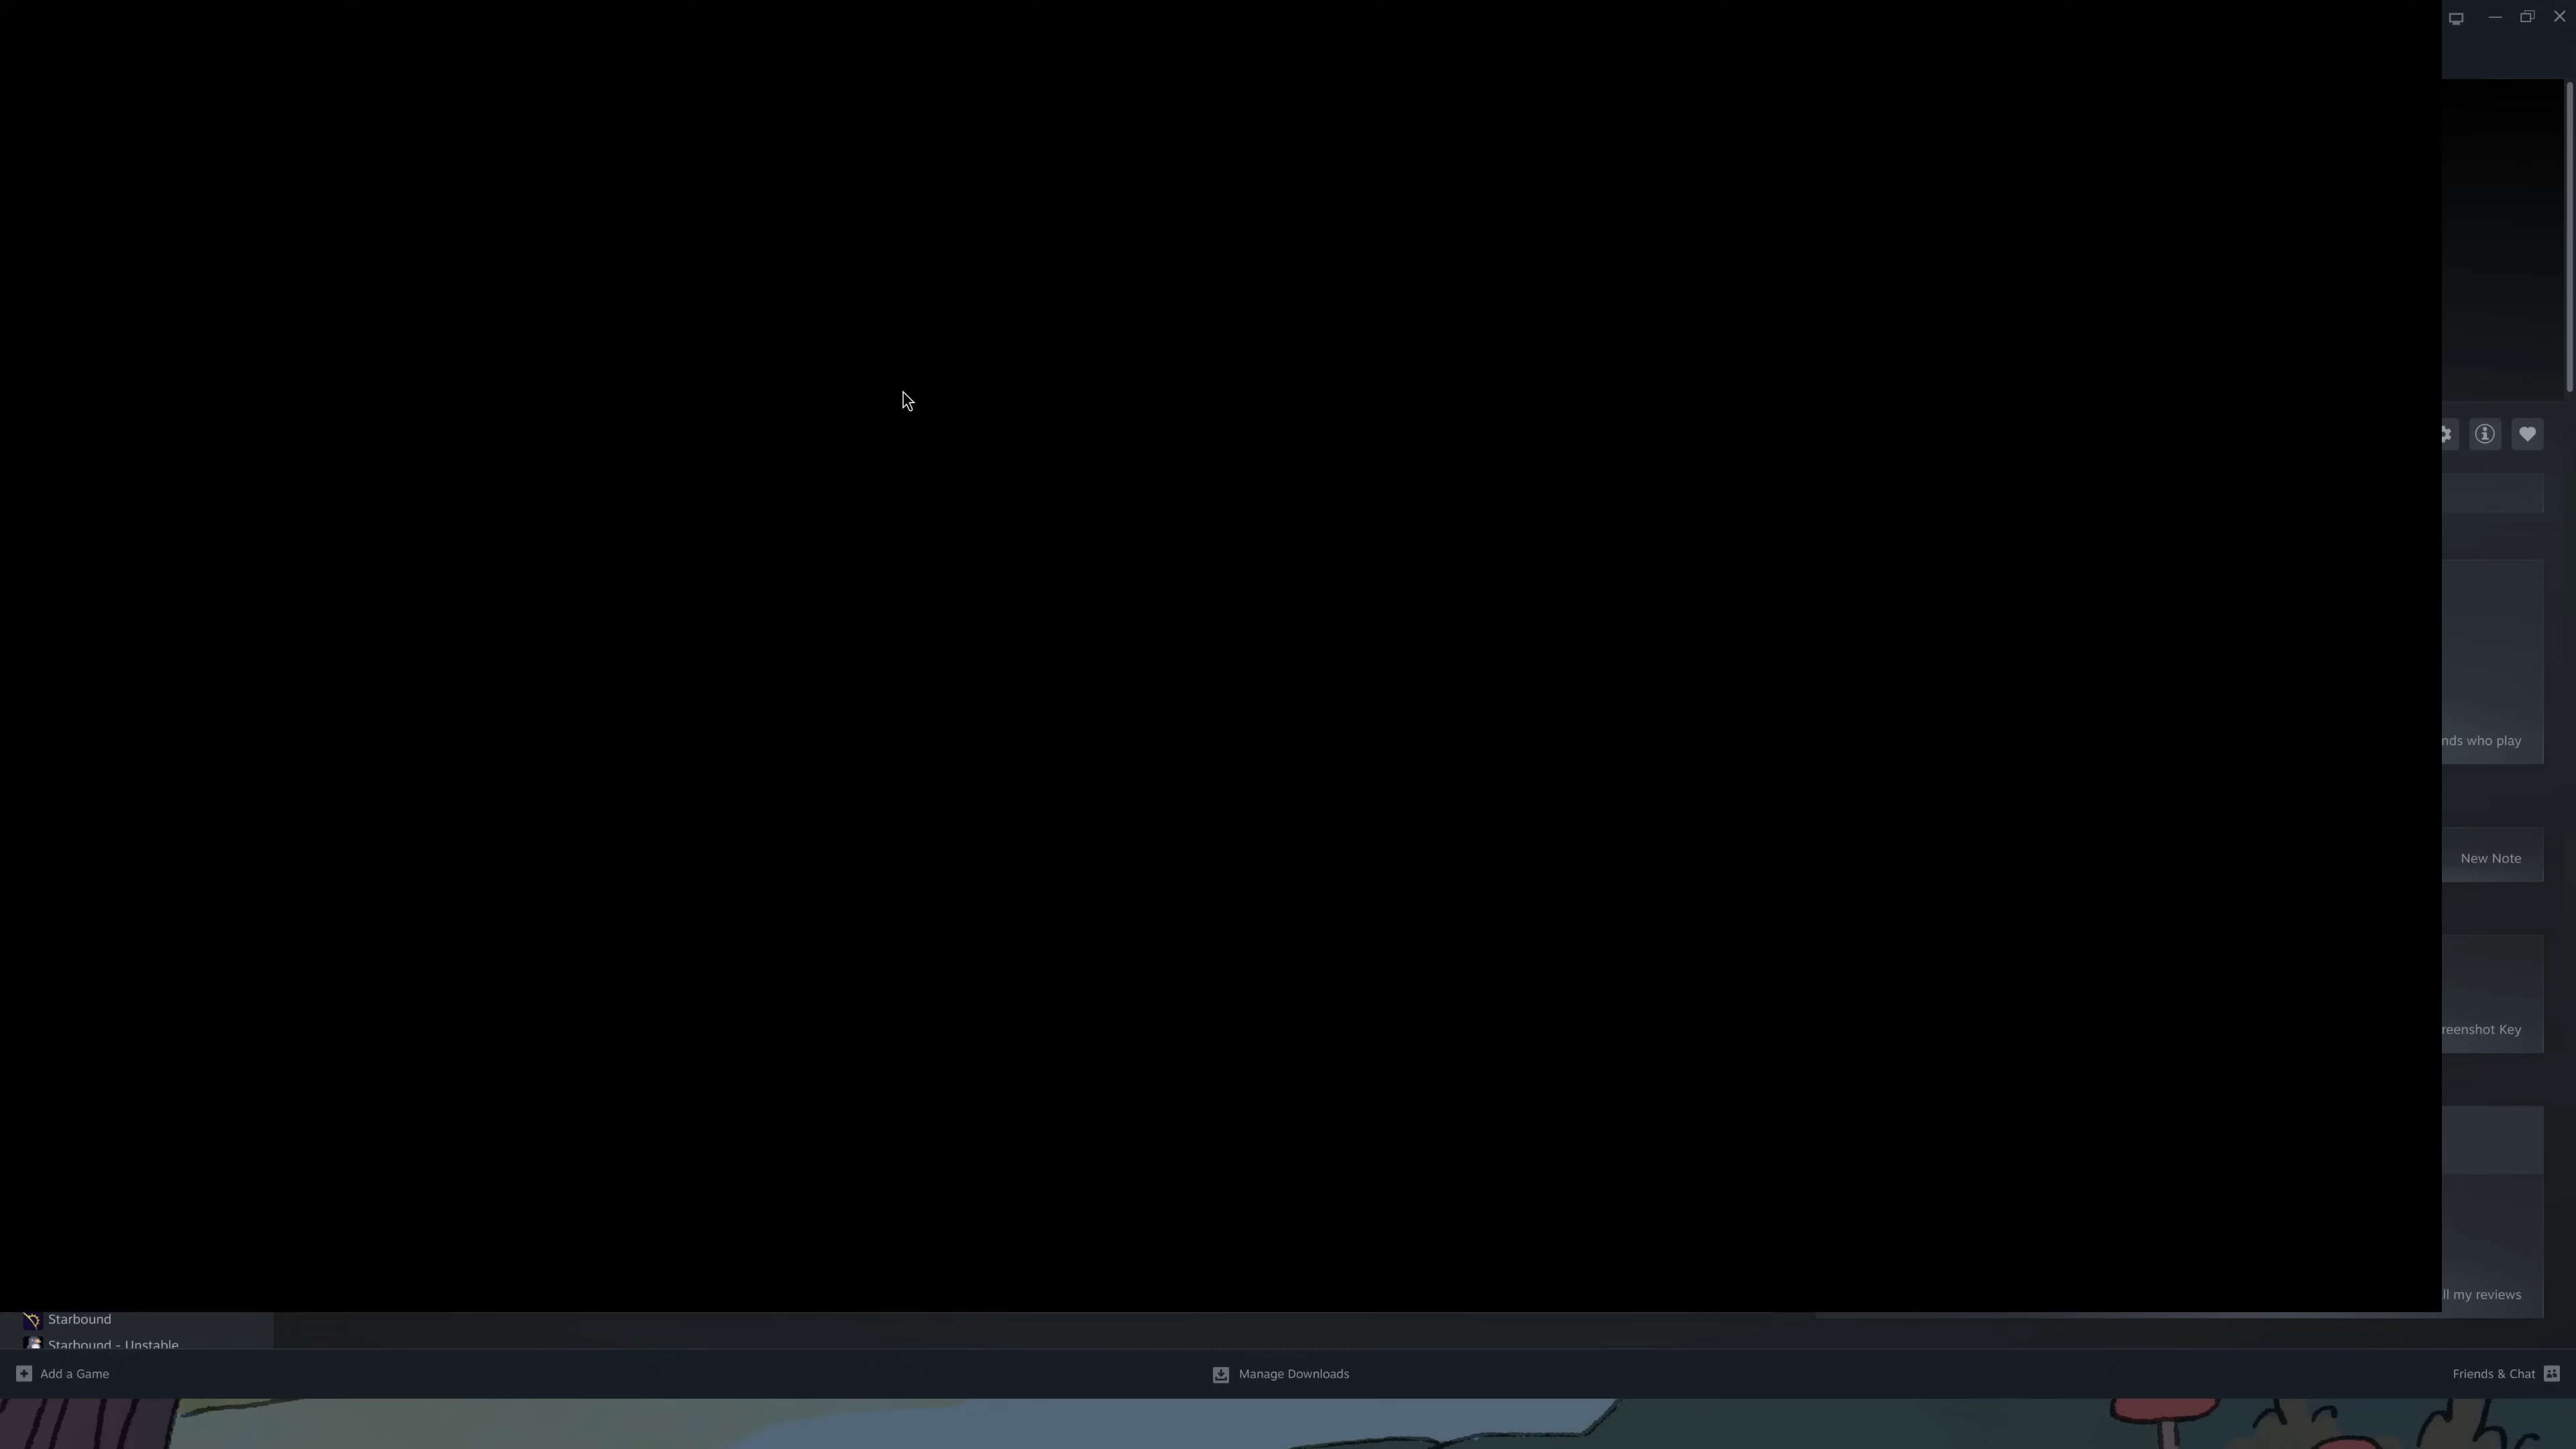 nds who play
New Note
reenshot Key
ll my reviews
Starbound
Starbound - Unstable
Add a Game
Manage Downloads
Friends & Chat